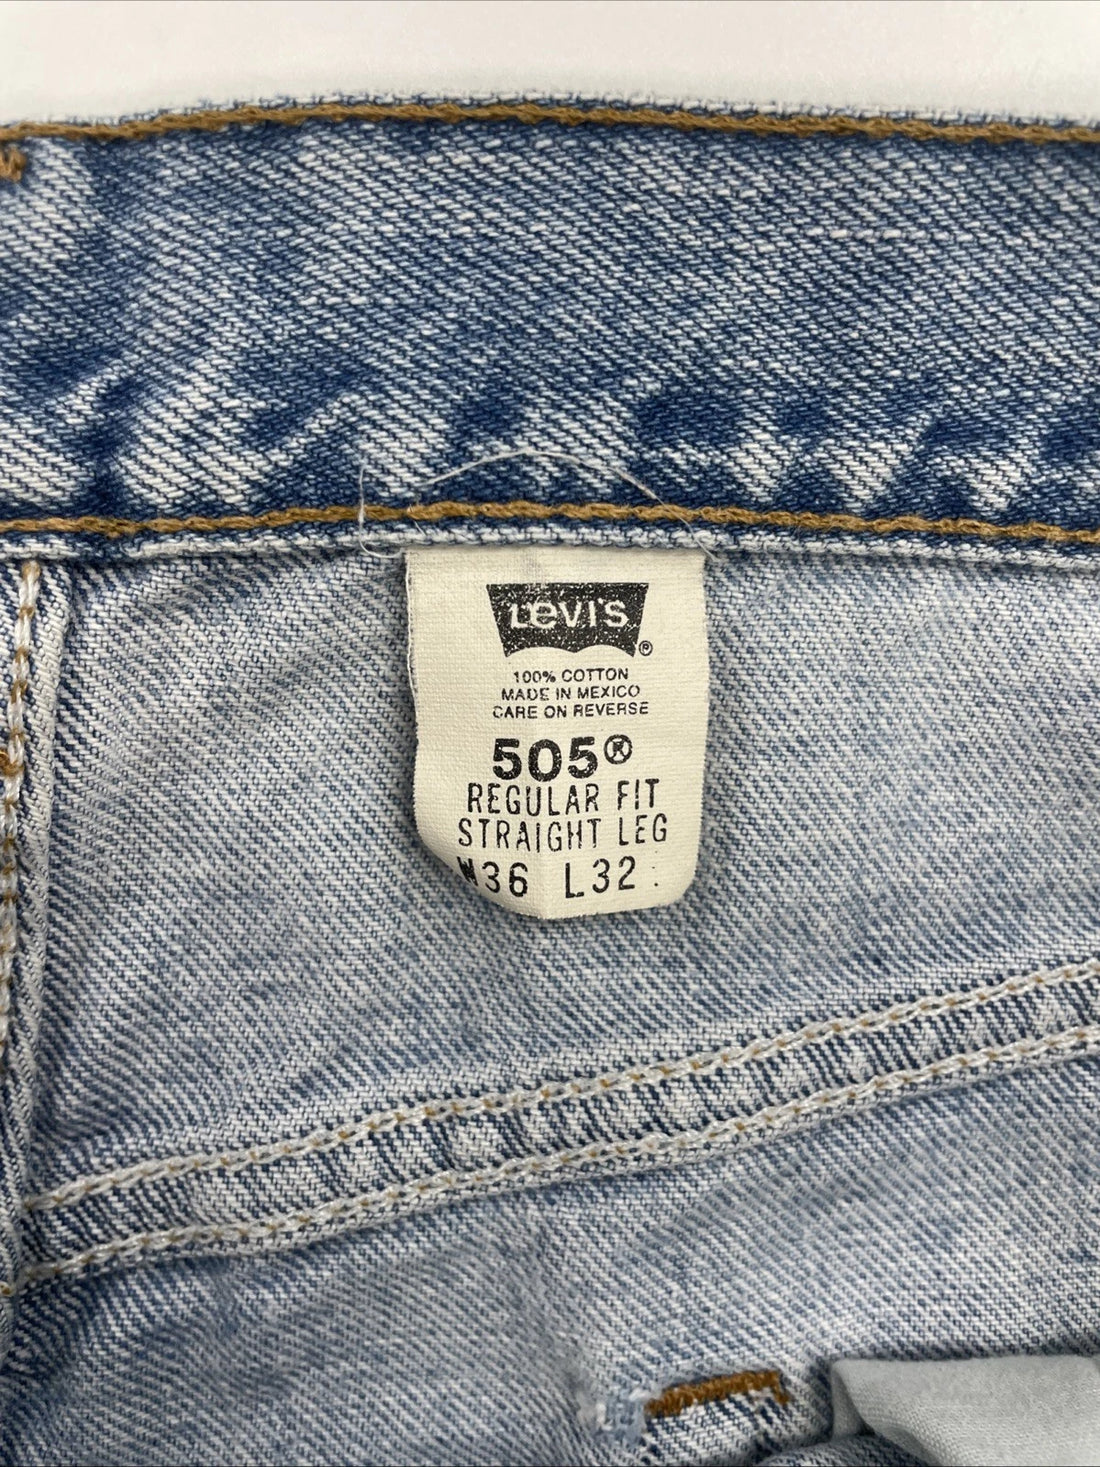 LEVI'S®
100% COTTON
MADE IN MEXICO
CARE ON REVERSE
505®
REGULAR FIT
STRAIGHT LEG
W36 L32